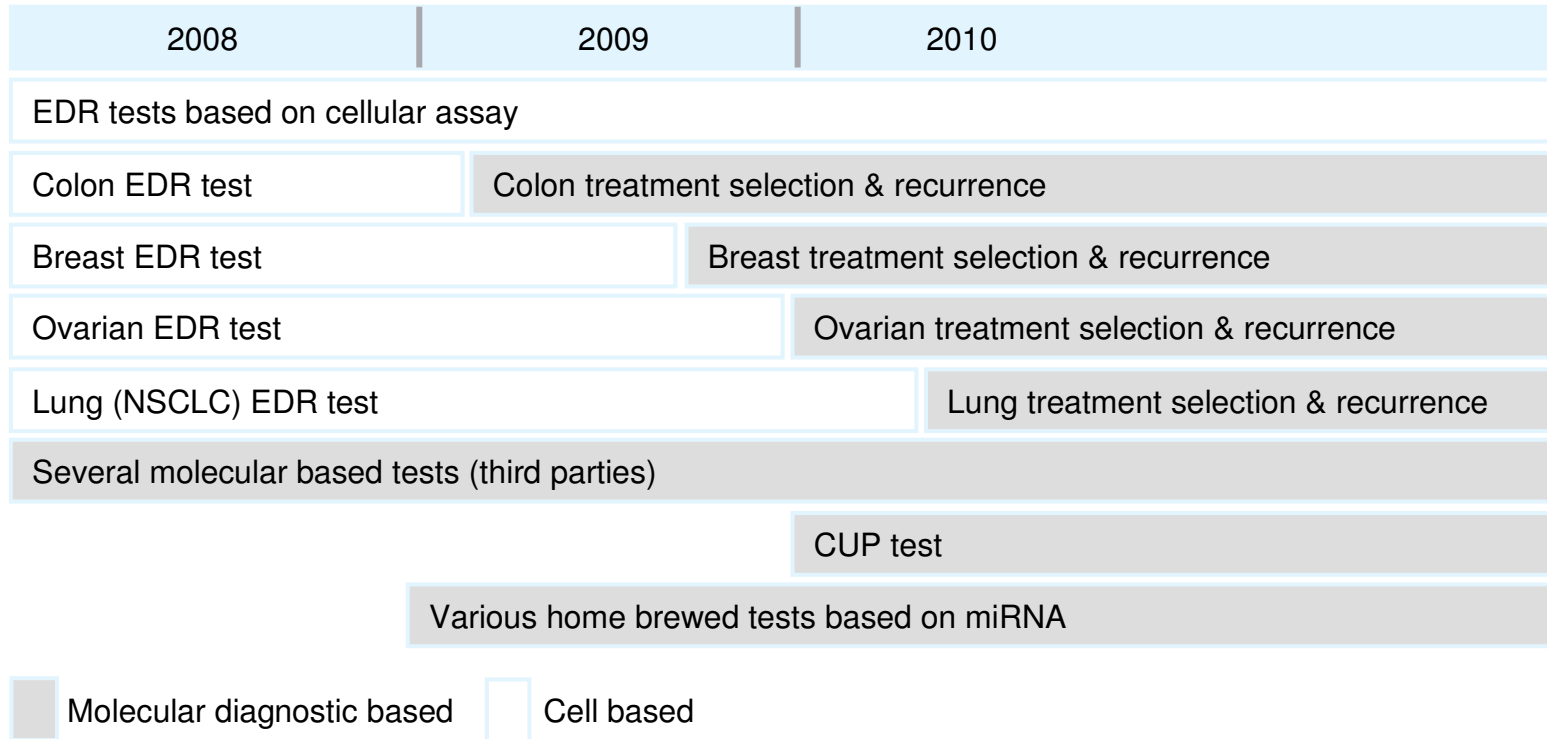 2008 2009 2010
EDR tests based on cellular assay
Colon EDR test Colon treatment selection & recurrence
Breast EDR test Breast treatment selection & recurrence
Ovarian EDR test Ovarian treatment selection & recurrence
Lung (NSCLC) EDR test Lung treatment selection & recurrence
Several molecular based tests (third parties)
CUP test
Various home brewed tests based on miRNA
Molecular diagnostic based Cell based